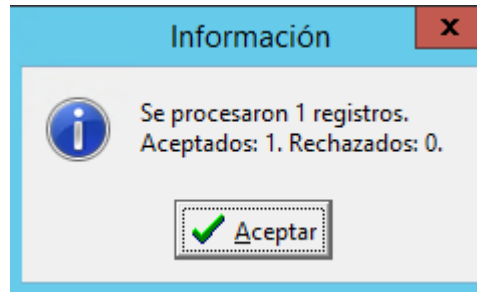 Información
x
Se procesaron 1 registros.
Aceptados: 1. Rechazados: 0.
Aceptar